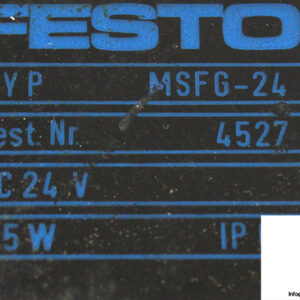 FESTO
YP MSFG-24
est Nr 4527
C 24 V
5 W IP